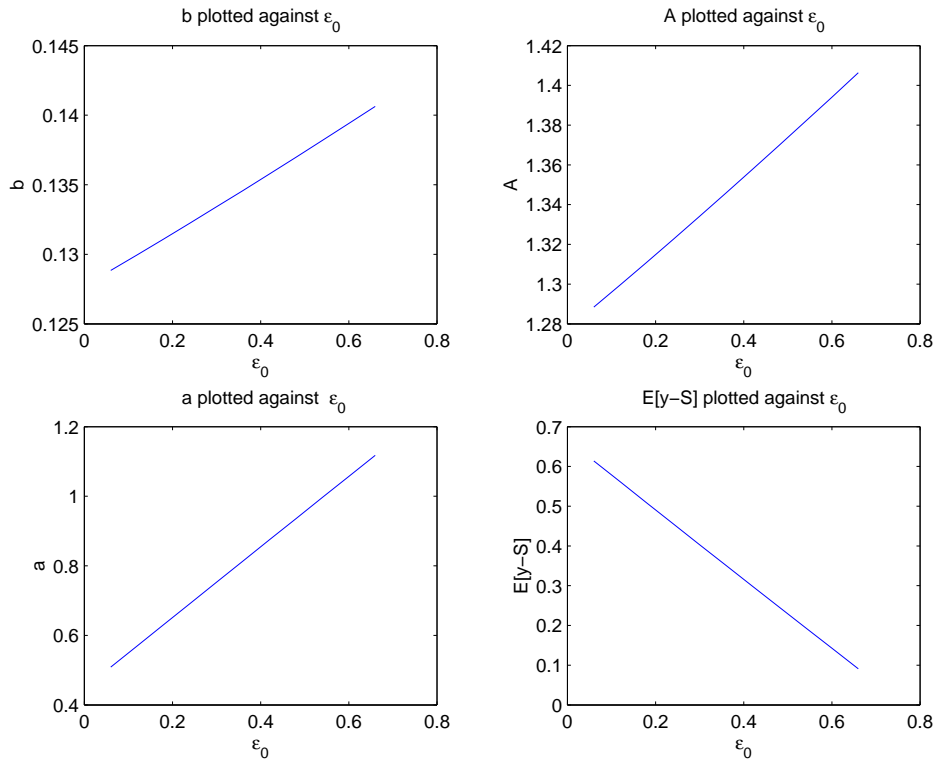 b plotted against ε0
0.145
0.14
0.135
0.13
0.125
b
0 0.2 0.4 0.6 0.8
ε0
A plotted against ε0
1.42
1.4
1.38
1.36
1.34
1.32
1.3
1.28
A
0 0.2 0.4 0.6 0.8
ε0
a plotted against ε0
1.2
1
0.8
0.6
0.4
a
0 0.2 0.4 0.6 0.8
ε0
E[y−S] plotted against ε0
0.7
0.6
0.5
0.4
0.3
0.2
0.1
0
E[y−S]
0 0.2 0.4 0.6 0.8
ε0